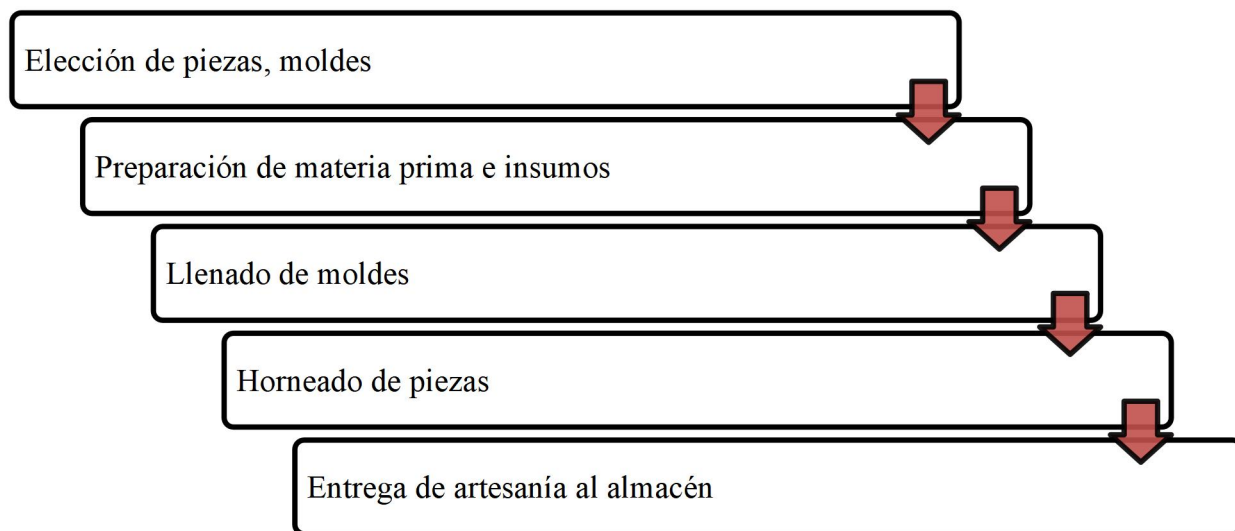 Elección de piezas, moldes
Preparación de materia prima e insumos
Llenado de moldes
Horneado de piezas
Entrega de artesanía al almacén